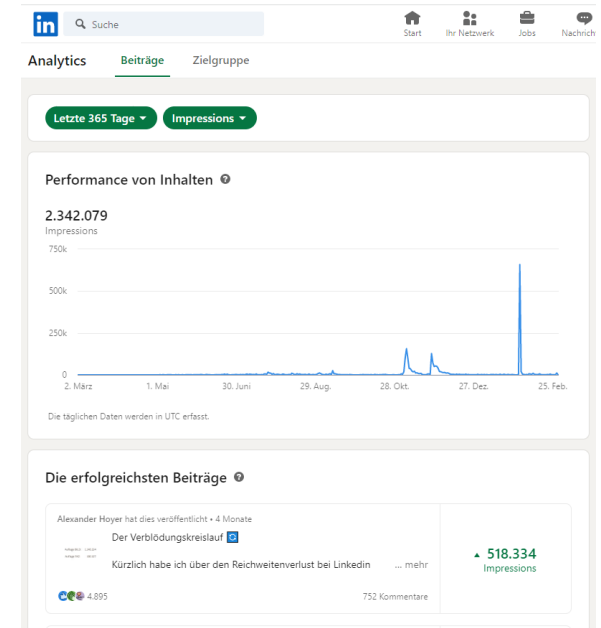 in
Suche
Start
Ihr Netzwerk
Jobs
Nachricht
Analytics
Beiträge
Zielgruppe
Letzte 365 Tage
Impressions
Performance von Inhalten
2.342.079
Impressions
750k
500k
250k
0
2. März 1. Mai 30. Juni 29. Aug. 28. Okt. 27. Dez. 25. Feb.
Die täglichen Daten werden in UTC erfasst.
Die erfolgreichsten Beiträge
Alexander Hoyer hat dies veröffentlicht • 4 Monate
Der Verblödungskreislauf
Kürzlich habe ich über den Reichweitenverlust bei Linkedin ... mehr
518.334
Impressions
4.895
752 Kommentare